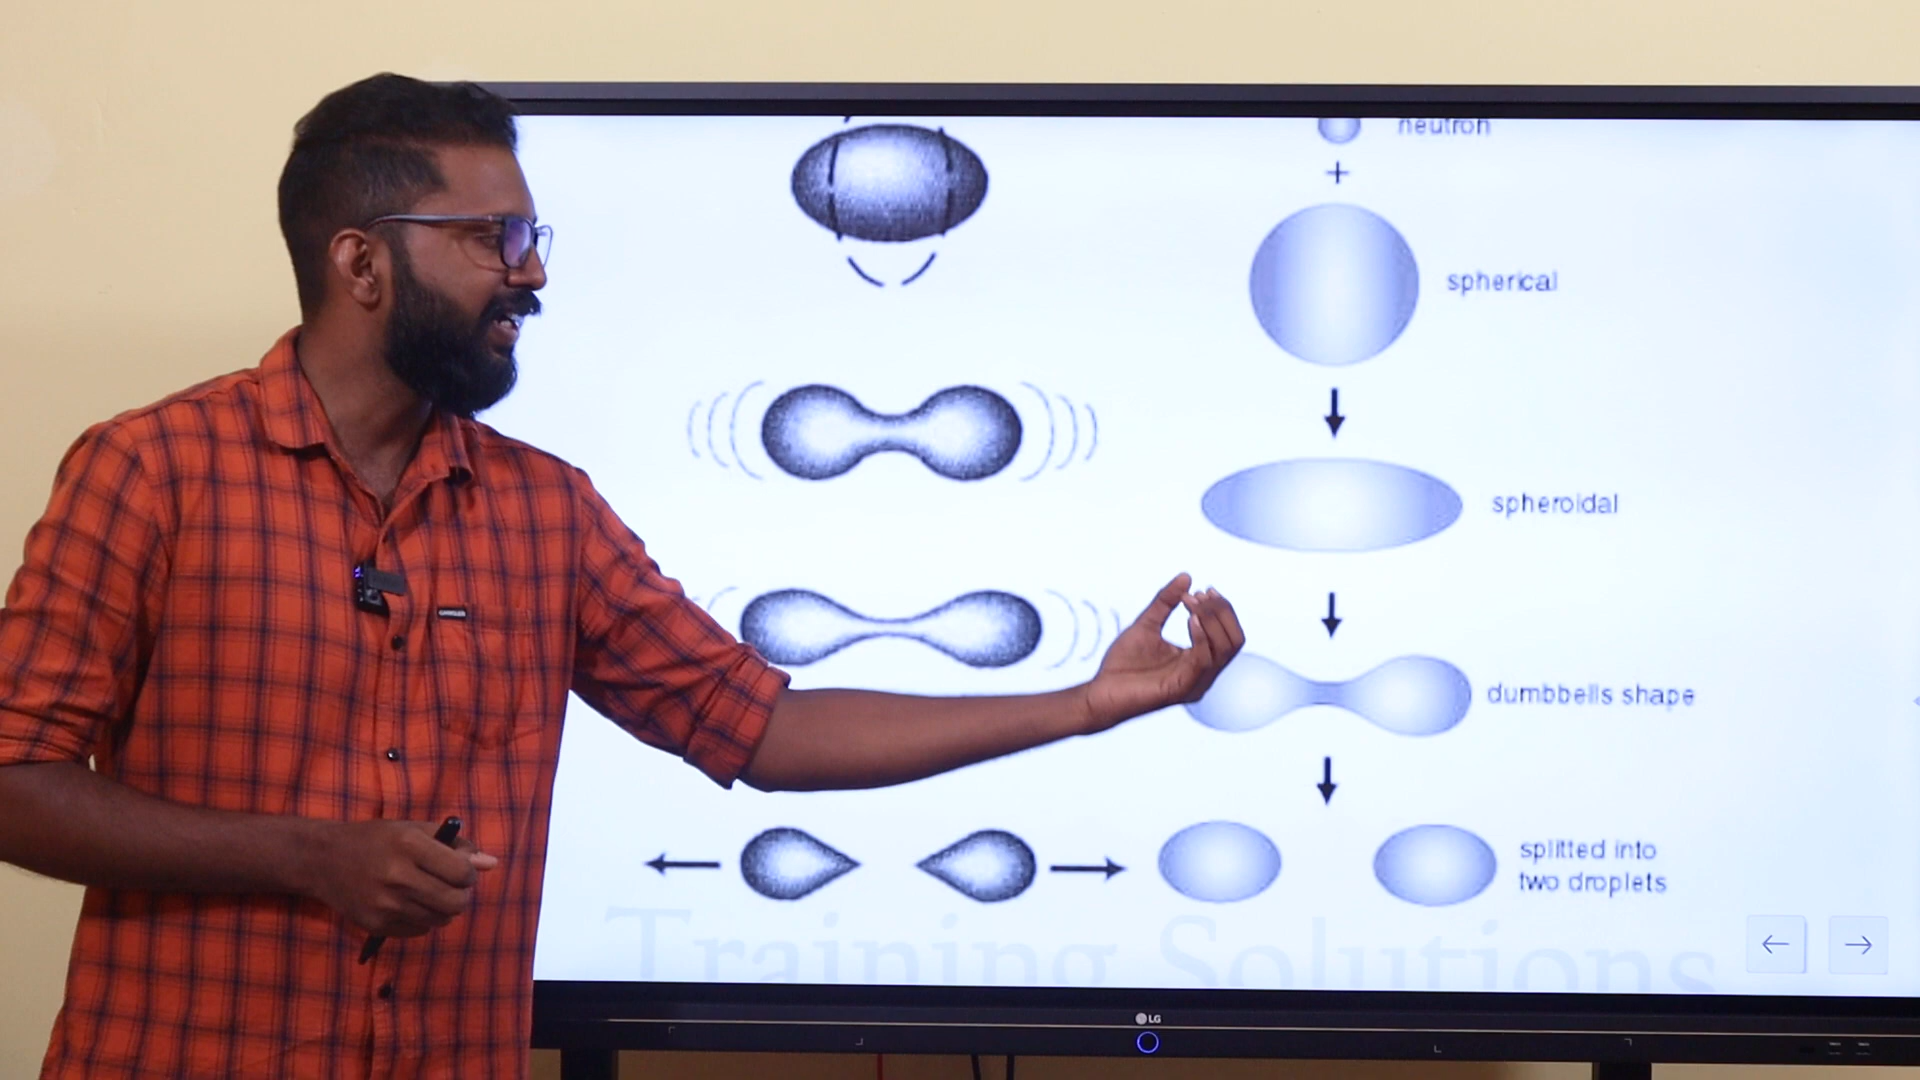 neutron
+
spherical
spheroidal
dumbbells shape
splitted into
two droplets
Training Solutions
LG